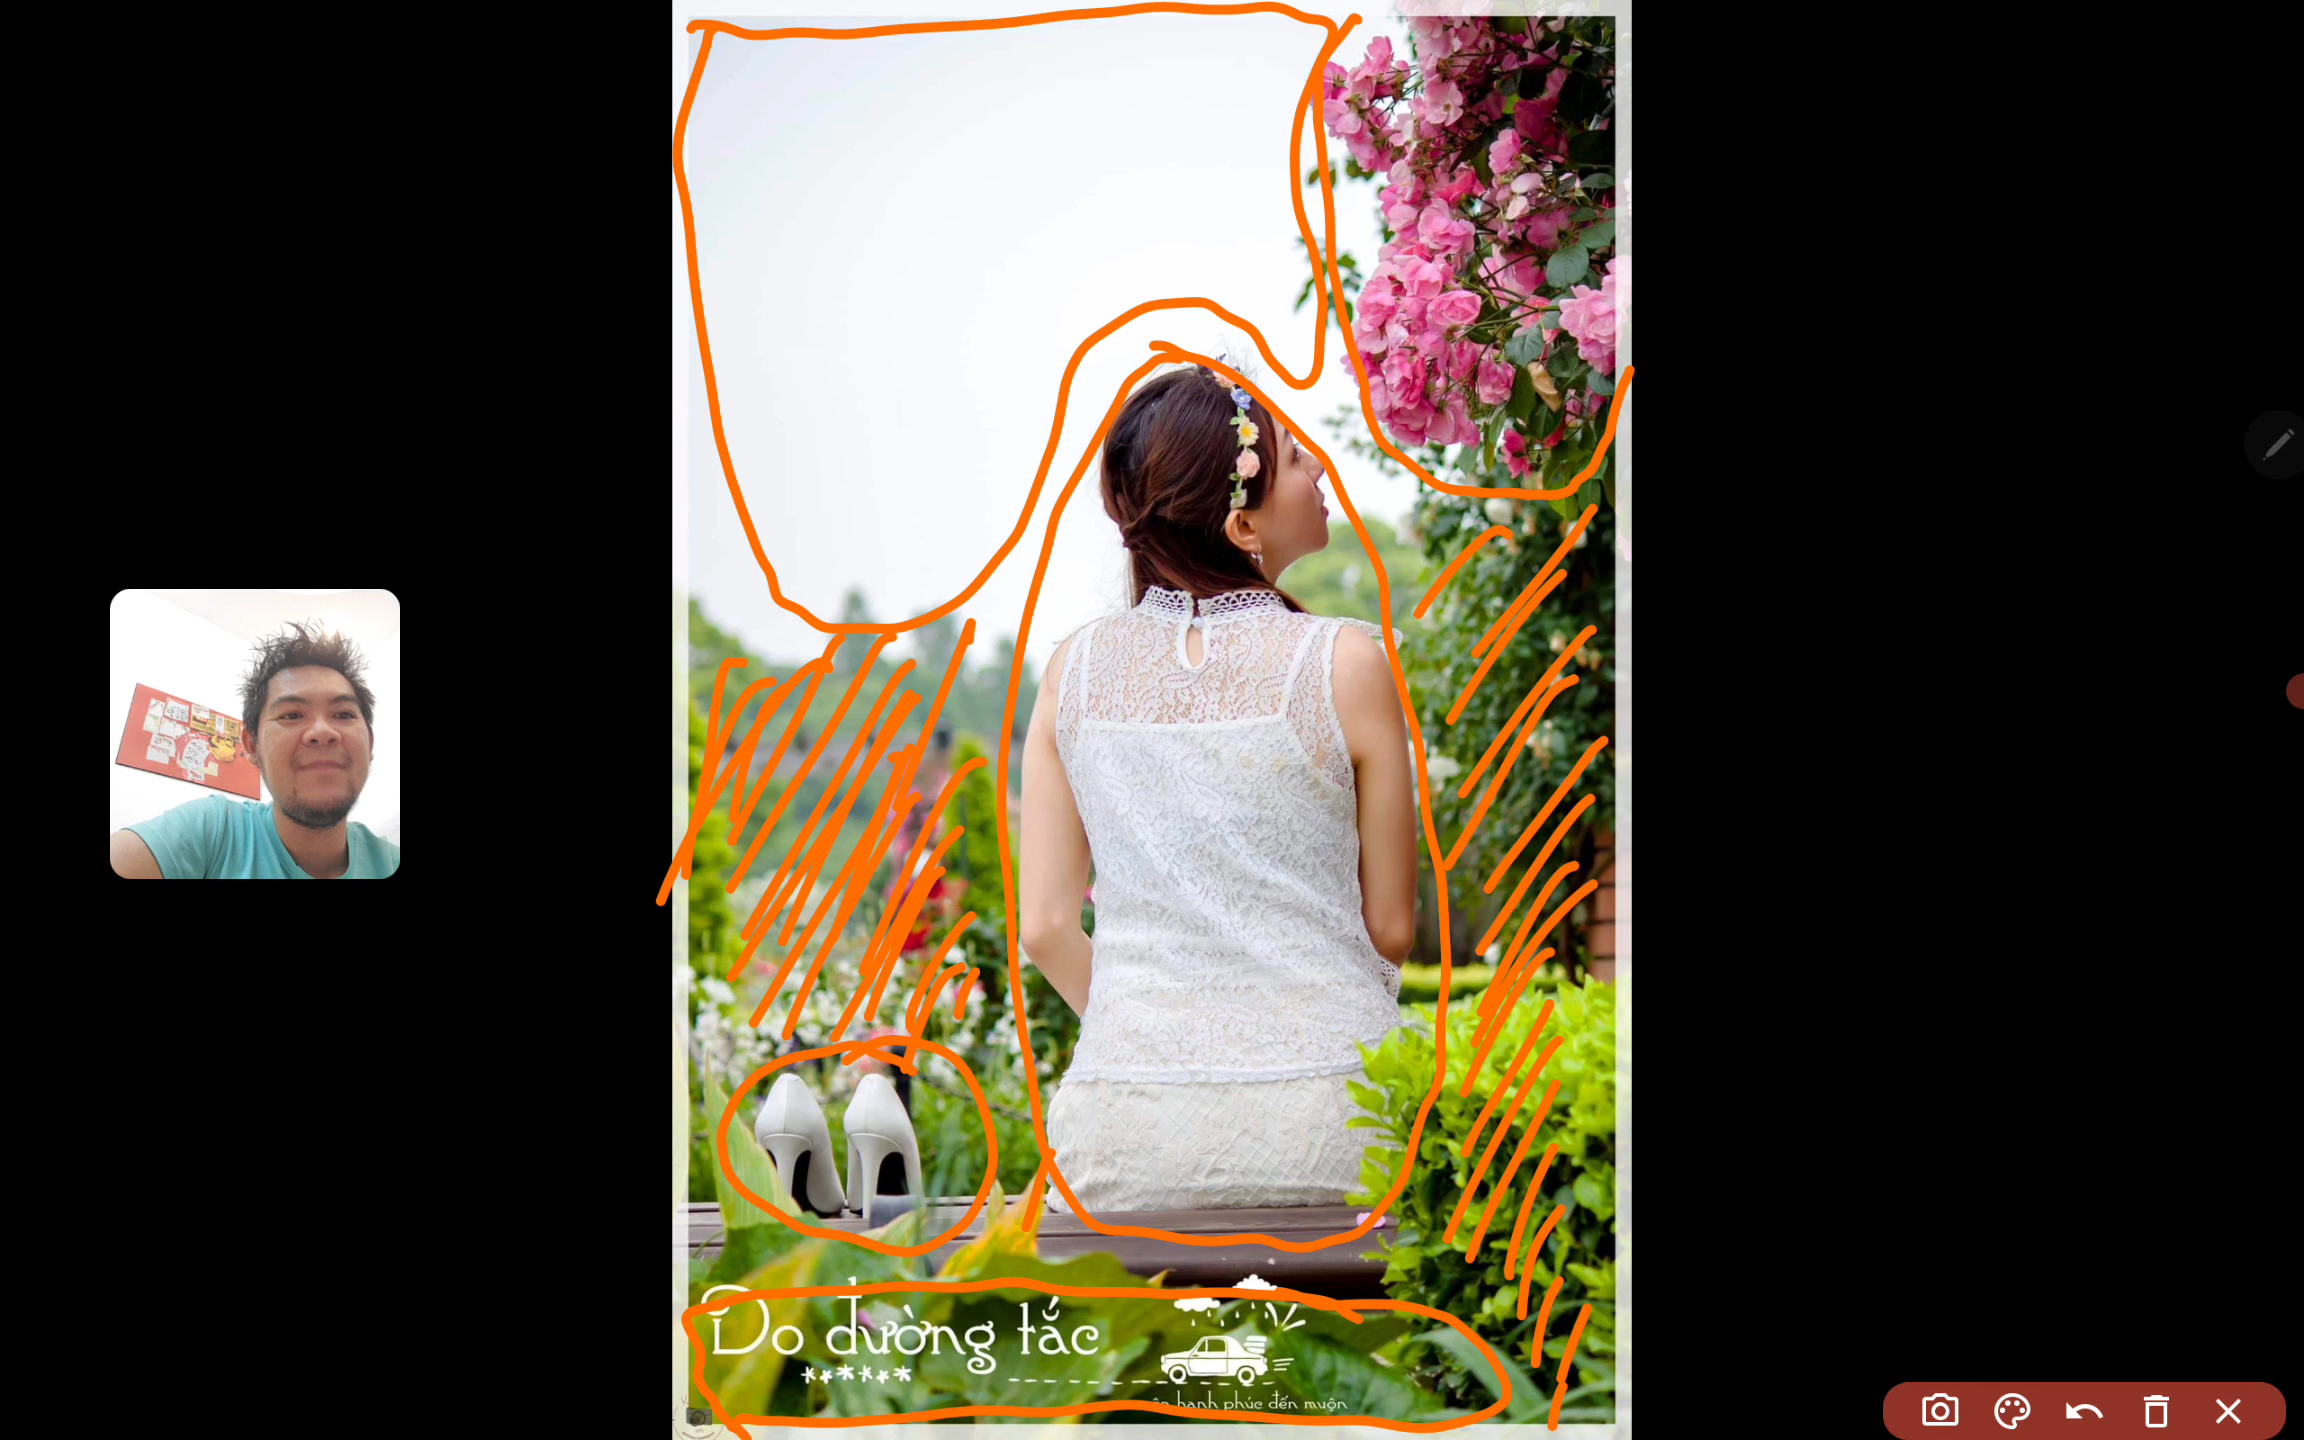 Do đường tắc
hạnh phúc đến muộn